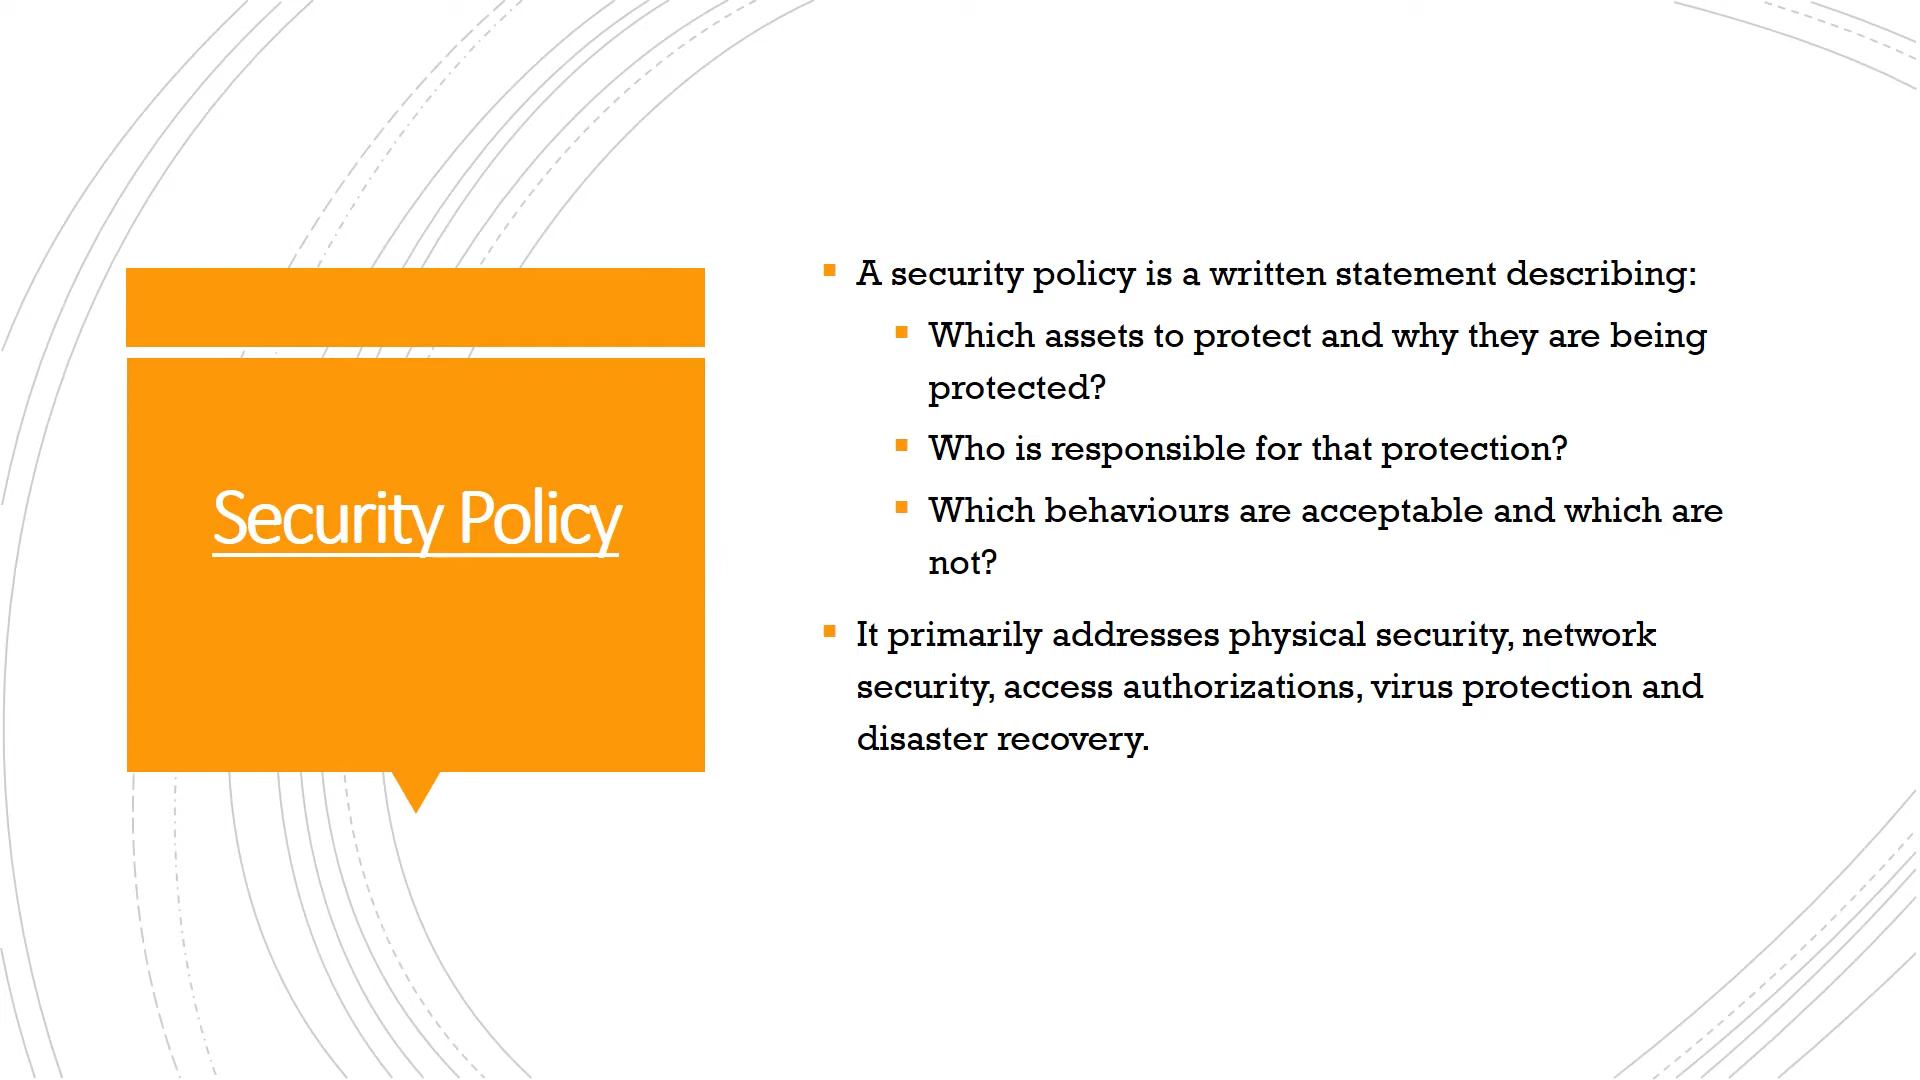 Security Policy
A security policy is a written statement describing:
Which assets to protect and why they are being
protected?
Who is responsible for that protection?
Which behaviours are acceptable and which are
not?
It primarily addresses physical security, network
security, access authorizations, virus protection and
disaster recovery.